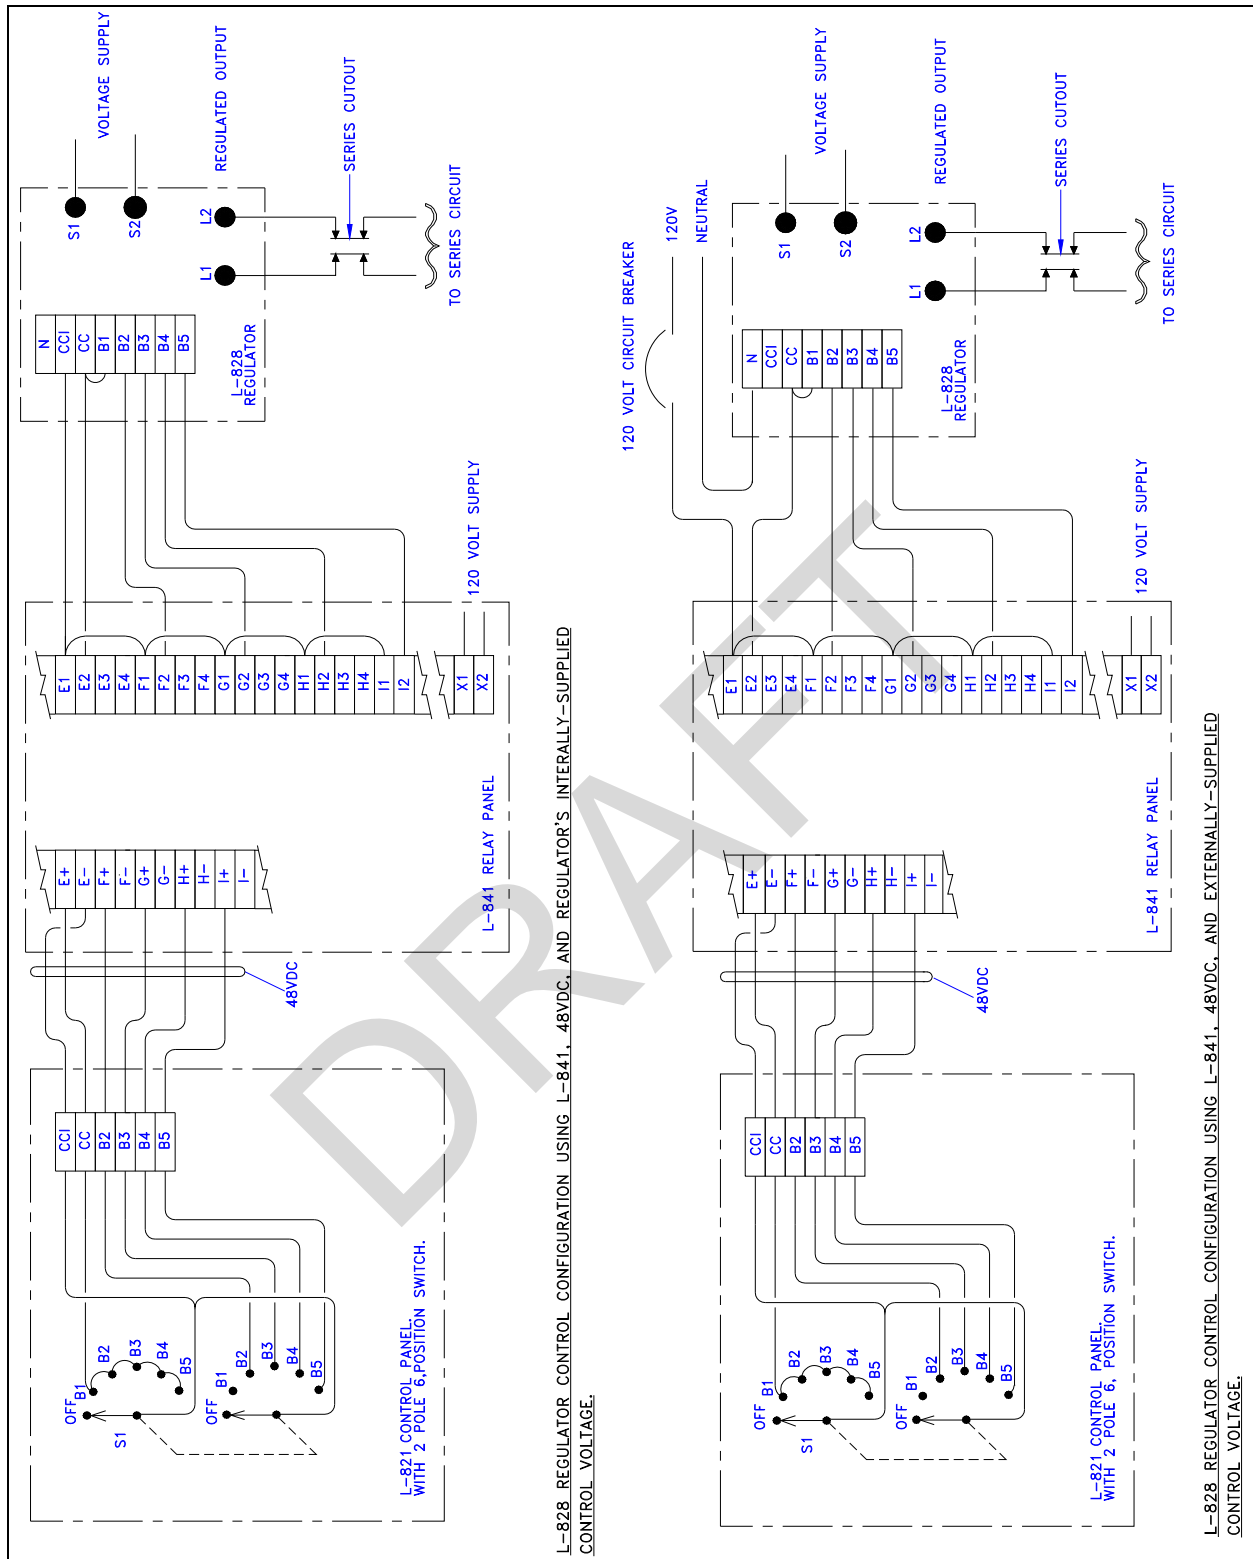 VOLTAGE SUPPLY
S1
S2
REGULATED OUTPUT
L1
L2
SERIES CUTOUT
TO SERIES CIRCUIT
N
CCI
CC
B1
B2
B3
B4
B5
L-828
REGULATOR
120 VOLT SUPPLY
E1
E2
E3
E4
F1
F2
F3
F4
G1
G2
G3
G4
H1
H2
H3
H4
I1
I2
X1
X2
L-841 RELAY PANEL
E+
E-
F+
F-
G+
G-
H+
H-
I+
I-
48VDC
CCI
CC
B2
B3
B4
B5
OFF
B1
B2
B3
B4
B5
S1
OFF
B1
B2
B3
B4
B5
L-821 CONTROL PANEL.
WITH 2 POLE 6,POSITION SWITCH.
L-828 REGULATOR CONTROL CONFIGURATION USING L-841, 48VDC, AND REGULATOR'S INTERALLY-SUPPLIED
CONTROL VOLTAGE.
120 VOLT CIRCUIT BREAKER
120V
NEUTRAL
VOLTAGE SUPPLY
S1
S2
REGULATED OUTPUT
L1
L2
SERIES CUTOUT
TO SERIES CIRCUIT
N
CCI
CC
B1
B2
B3
B4
B5
L-828
REGULATOR
120 VOLT SUPPLY
E1
E2
E3
E4
F1
F2
F3
F4
G1
G2
G3
G4
H1
H2
H3
H4
I1
I2
X1
X2
L-841 RELAY PANEL
E+
E-
F+
F-
G+
G-
H+
H-
I+
I-
48VDC
CCI
CC
B2
B3
B4
B5
OFF
B1
B2
B3
B4
B5
S1
OFF
B1
B2
B3
B4
B5
L-821 CONTROL PANEL.
WITH 2 POLE 6, POSITION SWITCH.
L-828 REGULATOR CONTROL CONFIGURATION USING L-841, 48VDC, AND EXTERNALLY-SUPPLIED
CONTROL VOLTAGE.
DRAFT